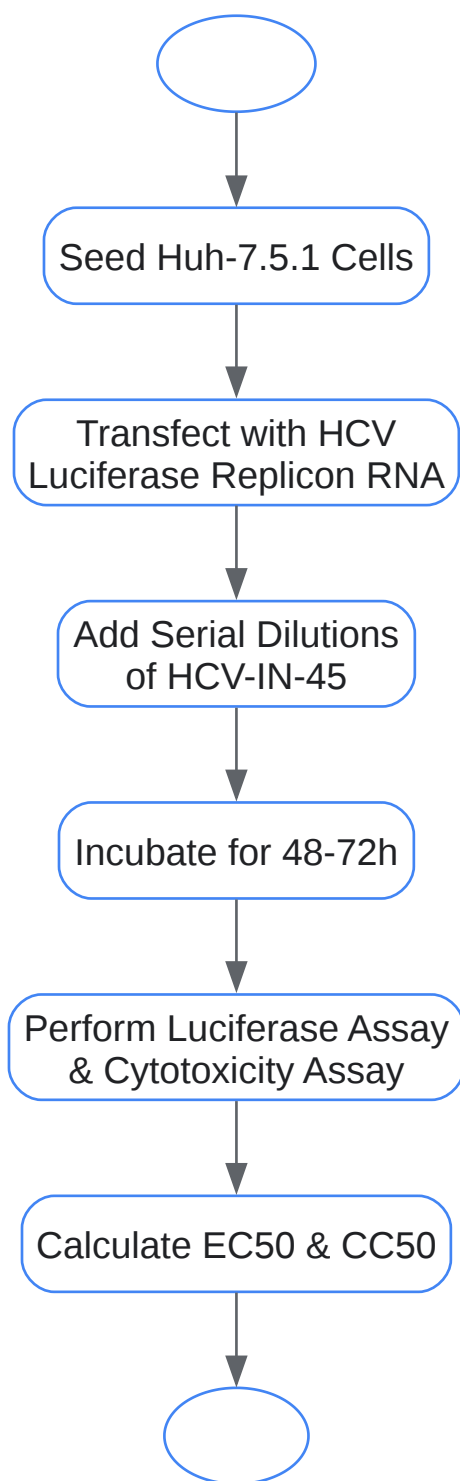 Seed Huh-7.5.1 Cells
Transfect with HCV
Luciferase Replicon RNA
Add Serial Dilutions
of HCV-IN-45
Incubate for 48-72h
Perform Luciferase Assay
& Cytotoxicity Assay
Calculate EC50 & CC50